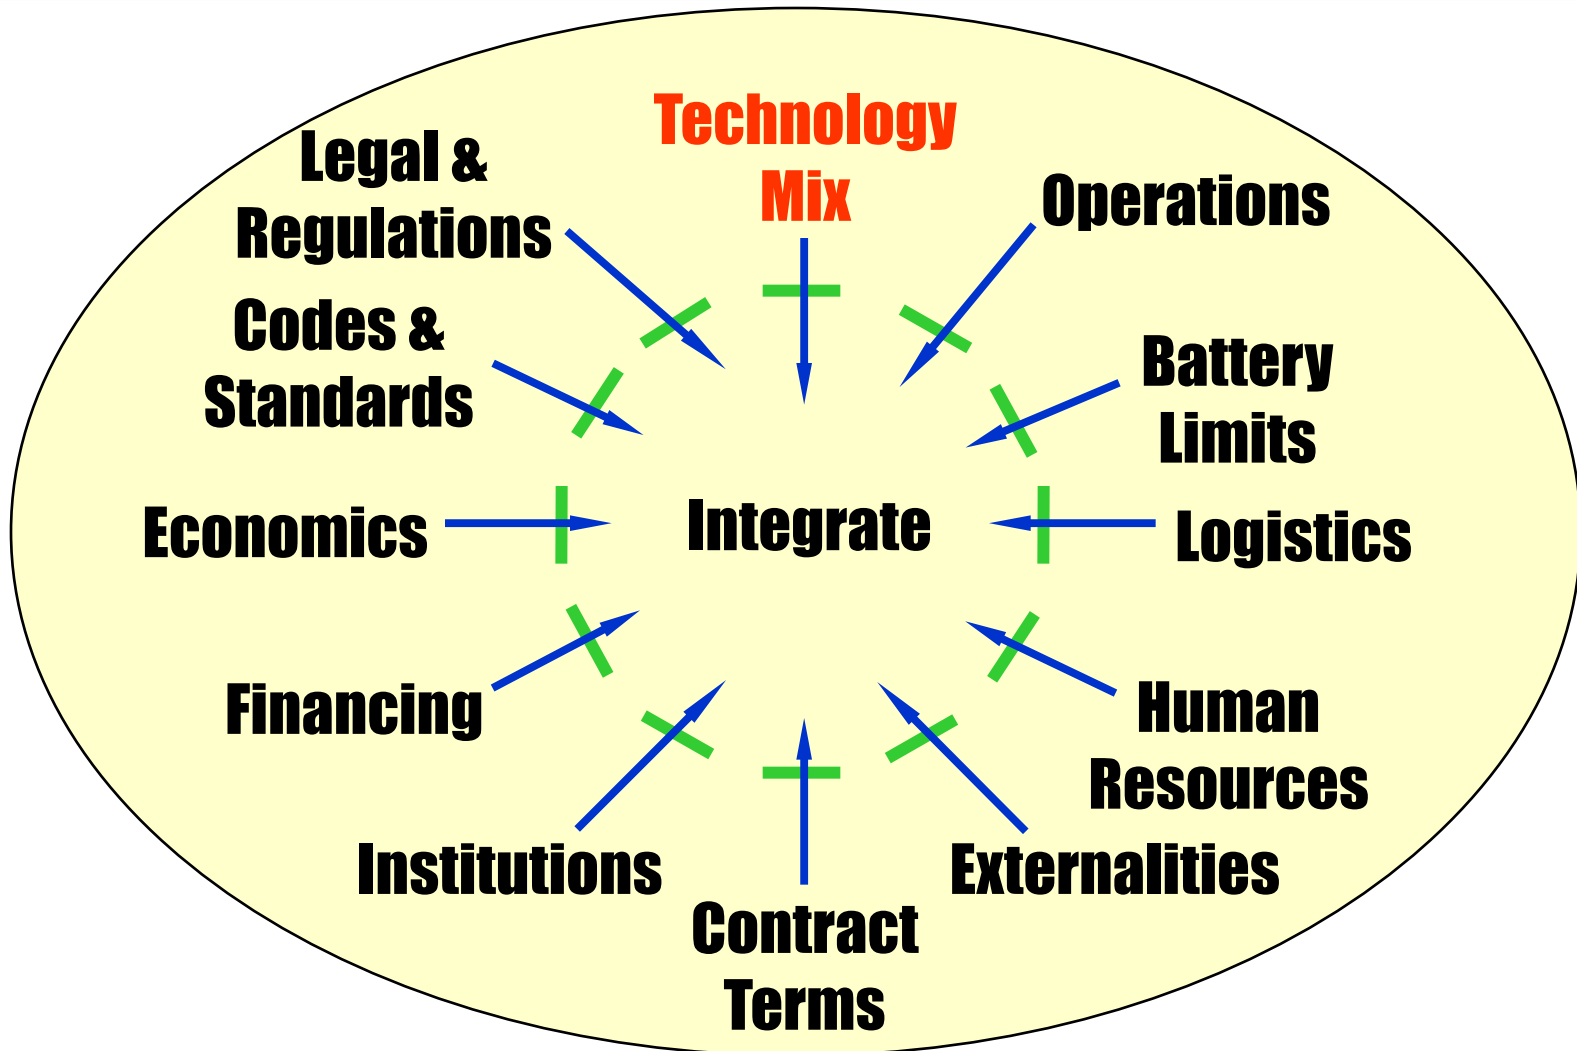 Technology
Mix
Legal &
Regulations
Operations
Codes &
Standards
Battery
Limits
Economics
Integrate
Logistics
Financing
Human
Resources
Institutions
Externalities
Contract
Terms